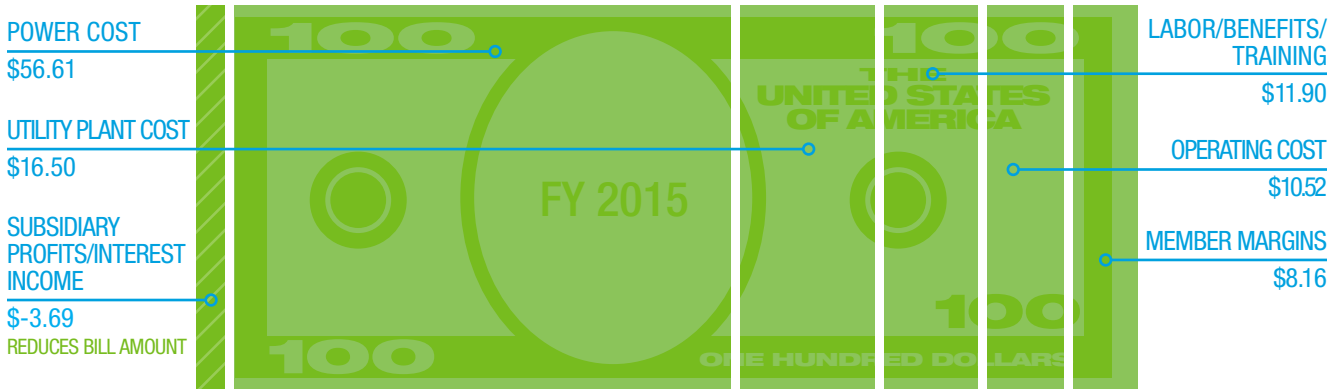 POWER COST
$56.61
UTILITY PLANT COST
$16.50
SUBSIDIARY
PROFITS/INTEREST
INCOME
$-3.69
REDUCES BILL AMOUNT
100
100
THE
UNITED STATES
OF AMERICA
FY 2015
100
100
ONE HUNDRED DOLLARS
LABOR/BENEFITS/
TRAINING
$11.90
OPERATING COST
$10.52
MEMBER MARGINS
$8.16